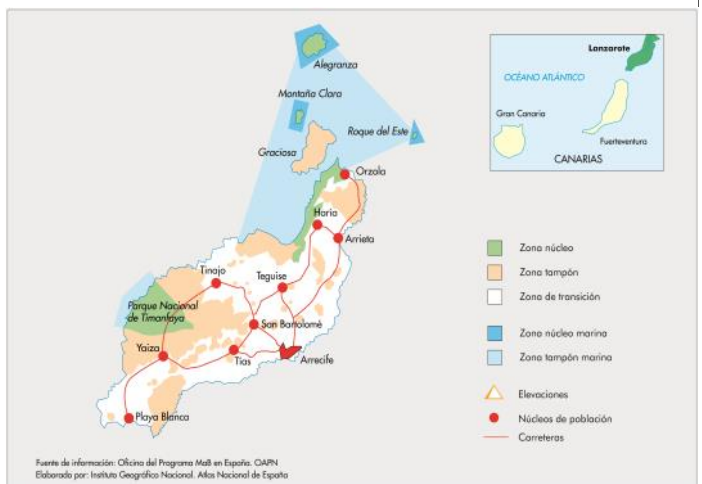 Alegranza
Montaña Clara
Roque del Este
Graciosa
Orzola
Haría
Arrieta
Tinajo
Teguise
Parque Nacional
de Timanfaya
San Bartolomé
Yaiza
Tías
Arrecife
Playa Blanca
Lanzarote
OCÉANO ATLÁNTICO
Gran Canaria
Fuerteventura
CANARIAS
Zona núcleo
Zona tampón
Zona de transición
Zona núcleo marina
Zona tampón marina
Elevaciones
Núcleos de población
Carreteras
Fuente de información: Oficina del Programa MaB en España. OAPN
Elaborado por: Instituto Geográfico Nacional. Atlas Nacional de España